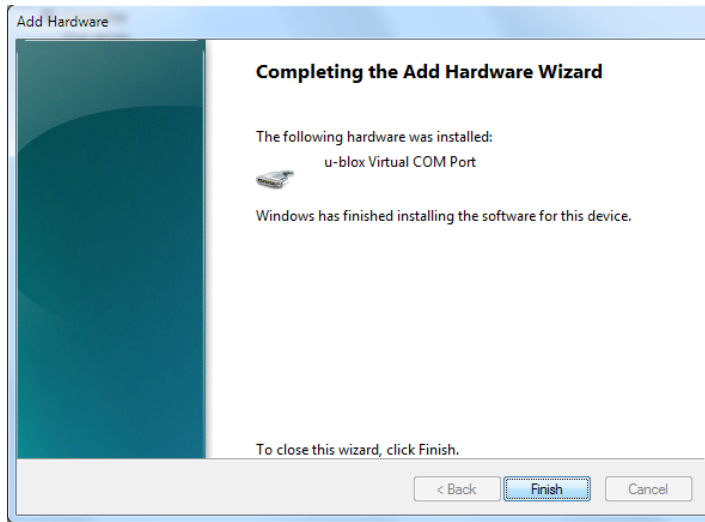 Add Hardware
Completing the Add Hardware Wizard
The following hardware was installed:
u-blox Virtual COM Port
Windows has finished installing the software for this device.
To close this wizard, click Finish.
< Back
Finish
Cancel